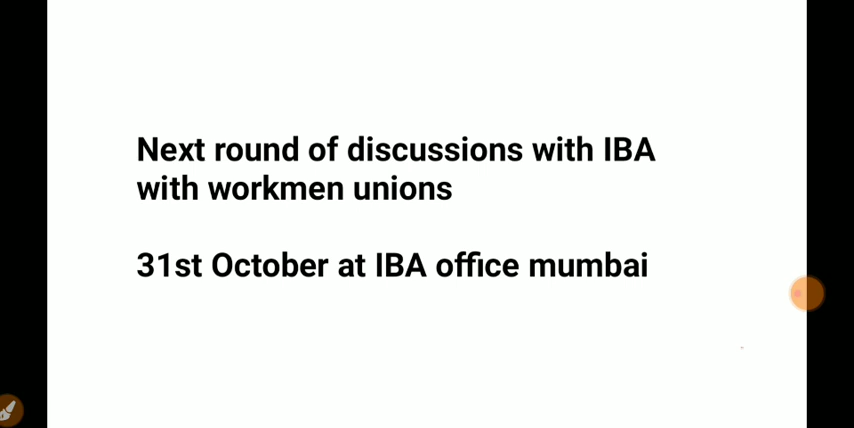 Next round of discussions with IBA
with workmen unions
31st October at IBA office mumbai